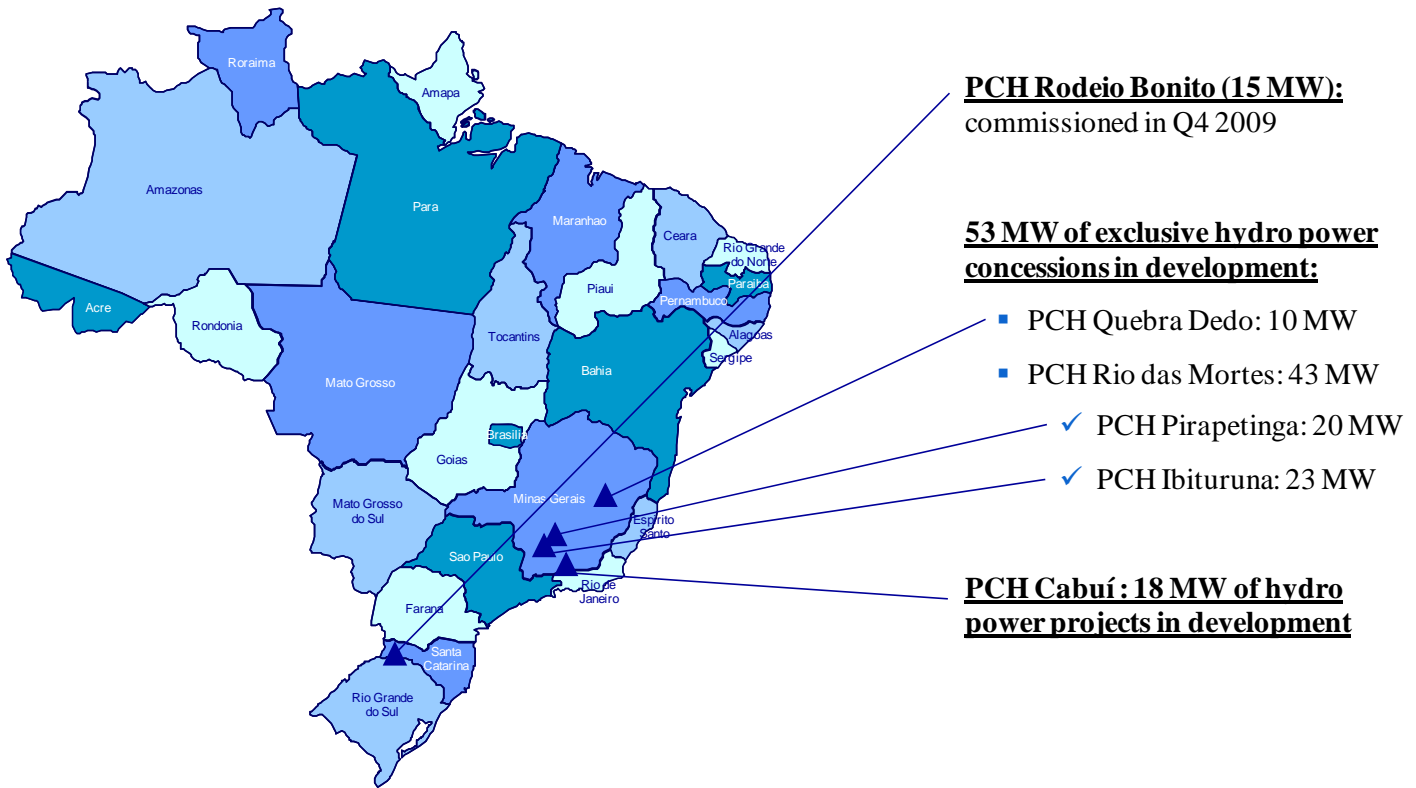 Roraima
Amapa
Amazonas
Para
Maranhao
Ceara
Rio Grande
do Norte
Paraiba
Piaui
Pernambuco
Acre
Rondonia
Tocantins
Alagoas
Sergipe
Bahia
Mato Grosso
Brasilia
Goias
Minas Gerais
Mato Grosso
do Sul
Espirito
Santo
Sao Paulo
Rio de
Janeiro
Farana
Santa
Catarina
Rio Grande
do Sul
PCH Rodeio Bonito (15 MW):
commissioned in Q4 2009
53 MW of exclusive hydro power
concessions in development:
▪ PCH Quebra Dedo: 10 MW
▪ PCH Rio das Mortes: 43 MW
✓ PCH Pirapetinga: 20 MW
✓ PCH Ibituruna: 23 MW
PCH Cabuí : 18 MW of hydro
power projects in development